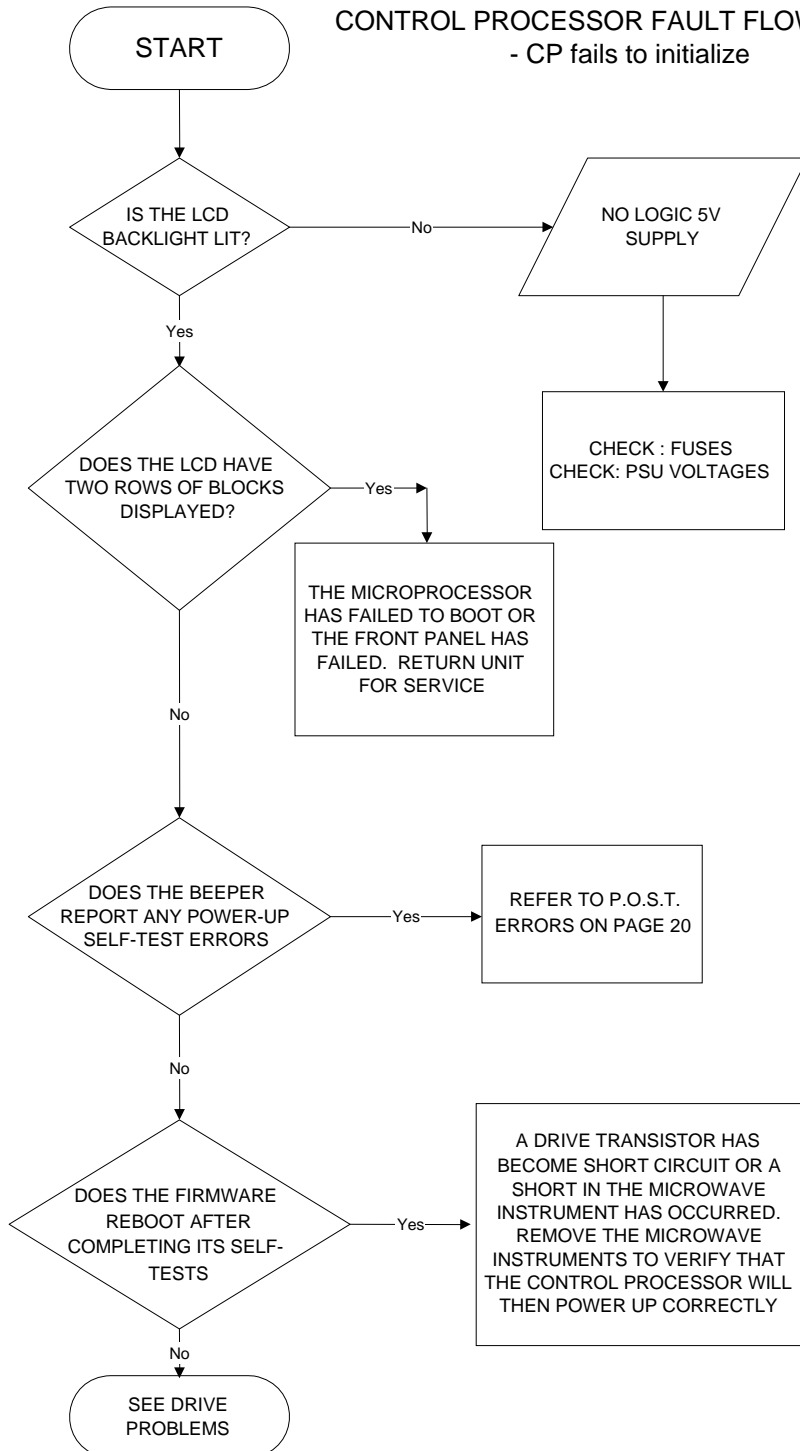 CONTROL PROCESSOR FAULT
- CP fails to initialize
START
IS THE LCD
BACKLIGHT LIT?
No
NO LOGIC 5V
SUPPLY
Yes
CHECK : FUSES
CHECK: PSU VOLTAGES
DOES THE LCD HAVE
TWO ROWS OF BLOCKS
DISPLAYED?
Yes
THE MICROPROCESSOR
HAS FAILED TO BOOT OR
THE FRONT PANEL HAS
FAILED. RETURN UNIT
FOR SERVICE
No
DOES THE BEEPER
REPORT ANY POWER-UP
SELF-TEST ERRORS
Yes
REFER TO P.O.S.T.
ERRORS ON PAGE 20
No
DOES THE FIRMWARE
REBOOT AFTER
COMPLETING ITS SELF-
TESTS
Yes
A DRIVE TRANSISTOR HAS
BECOME SHORT CIRCUIT OR A
SHORT IN THE MICROWAVE
INSTRUMENT HAS OCCURRED.
REMOVE THE MICROWAVE
INSTRUMENTS TO VERIFY THAT
THE CONTROL PROCESSOR WILL
THEN POWER UP CORRECTLY
No
SEE DRIVE
PROBLEMS